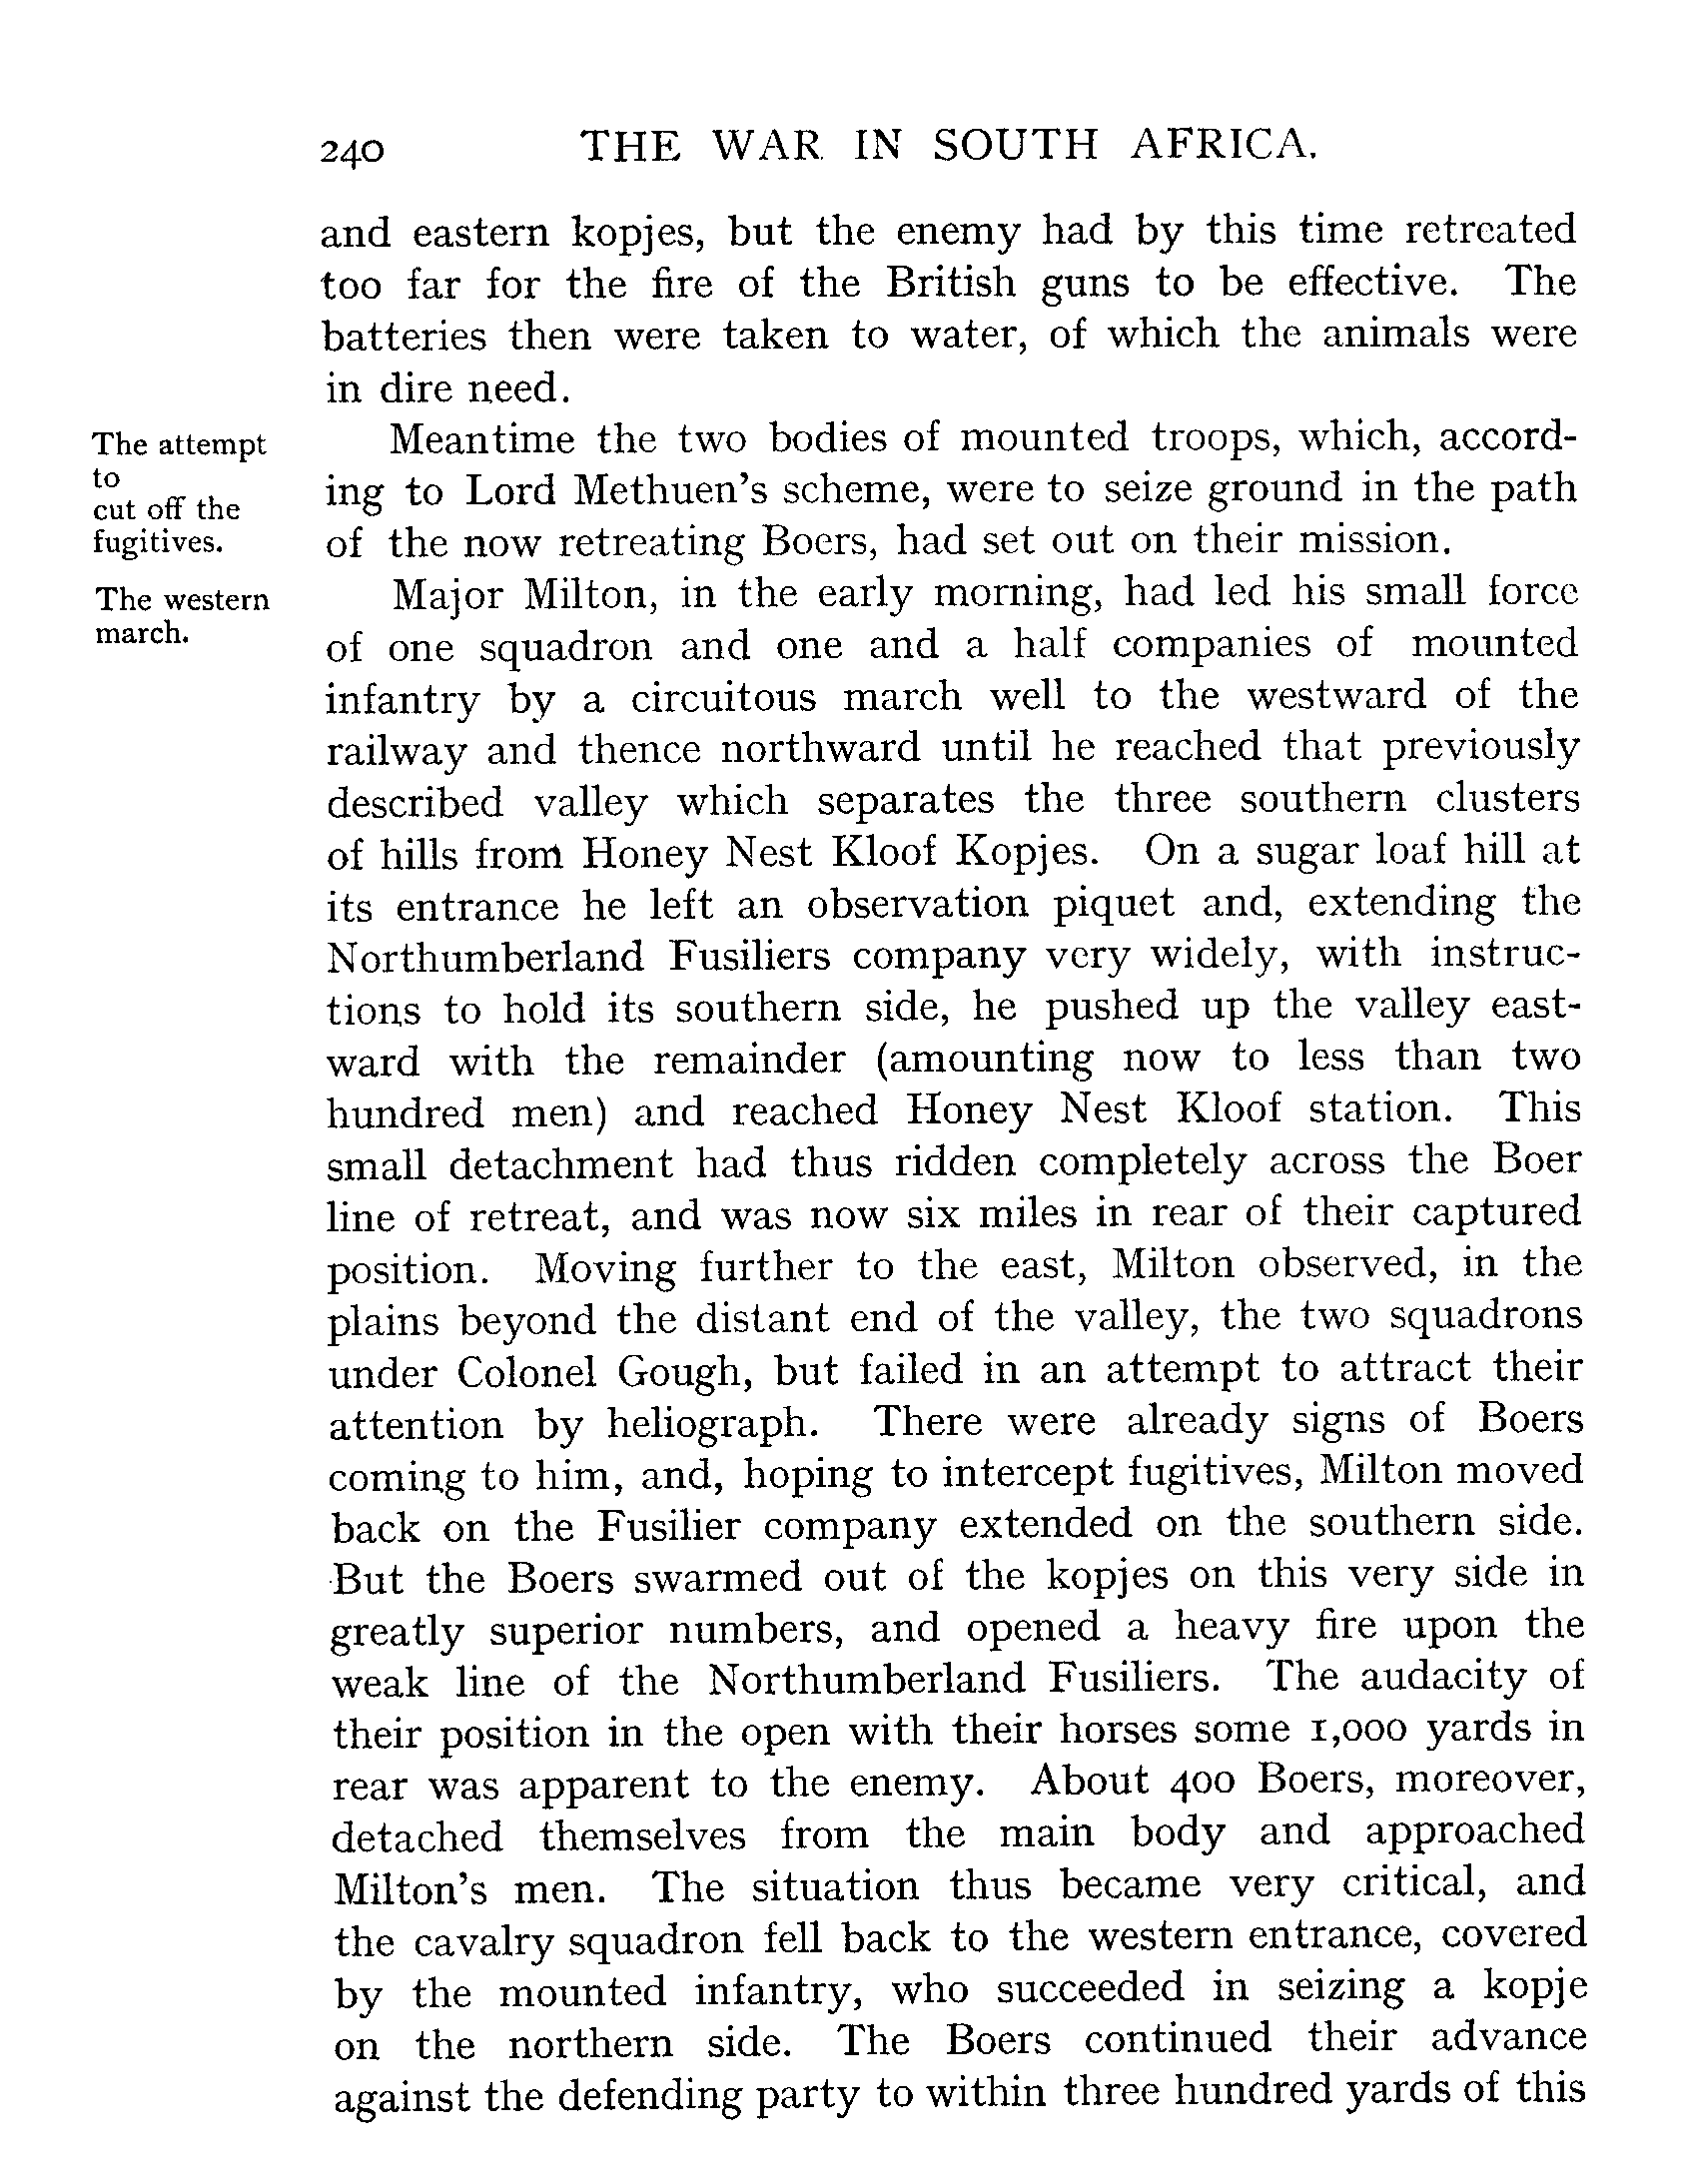 240 THE WAR IN SOUTH AFRICA.
and eastern kopjes, but the enemy had by this time retreated
too far for the fire of the British guns to be effective. The
batteries then were taken to water, of which the animals were
in dire need.
The attempt
to
cut off the
fugitives.
Meantime the two bodies of mounted troops, which, accord-
ing to Lord Methuen's scheme, were to seize ground in the path
of the now retreating Boers, had set out on their mission.
The western
march.
Major Milton, in the early morning, had led his small force
of one squadron and one and a half companies of mounted
infantry by a circuitous march well to the westward of the
railway and thence northward until he reached that previously
described valley which separates the three southern clusters
of hills from Honey Nest Kloof Kopjes. On a sugar loaf hill at
its entrance he left an observation piquet and, extending the
Northumberland Fusiliers company very widely, with instruc-
tions to hold its southern side, he pushed up the valley east-
ward with the remainder (amounting now to less than two
hundred men) and reached Honey Nest Kloof station. This
small detachment had thus ridden completely across the Boer
line of retreat, and was now six miles in rear of their captured
position. Moving further to the east, Milton observed, in the
plains beyond the distant end of the valley, the two squadrons
under Colonel Gough, but failed in an attempt to attract their
attention by heliograph. There were already signs of Boers
coming to him, and, hoping to intercept fugitives, Milton moved
back on the Fusilier company extended on the southern side.
But the Boers swarmed out of the kopjes on this very side in
greatly superior numbers, and opened a heavy fire upon the
weak line of the Northumberland Fusiliers. The audacity of
their position in the open with their horses some 1,000 yards in
rear was apparent to the enemy. About 400 Boers, moreover,
detached themselves from the main body and approached
Milton's men. The situation thus became very critical, and
the cavalry squadron fell back to the western entrance, covered
by the mounted infantry, who succeeded in seizing a kopje
on the northern side. The Boers continued their advance
against the defending party to within three hundred yards of this